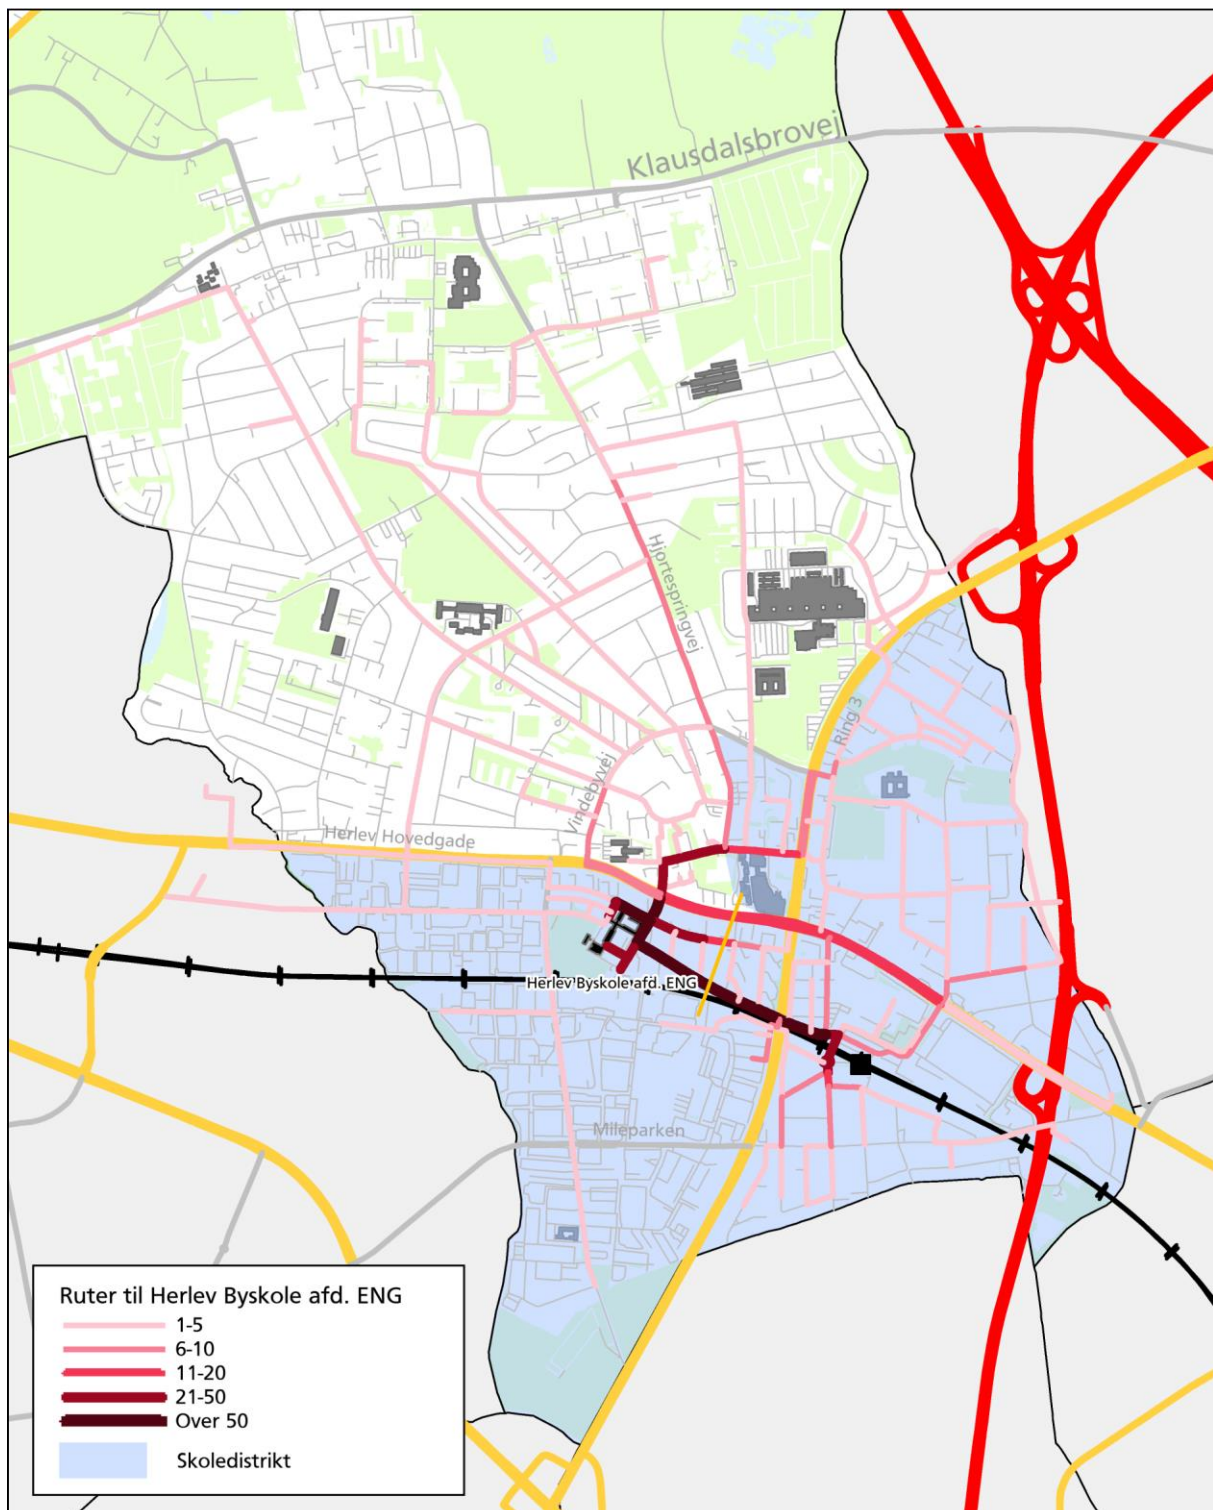 Klausdalsbrovej
Hjortespringvej
Ring 3
Vindebyvej
Herlev Hovedgade
Herlev Byskole afd. ENG
Mileparken
Ruter til Herlev Byskole afd. ENG
1-5
6-10
11-20
21-50
Over 50
Skoledistrikt